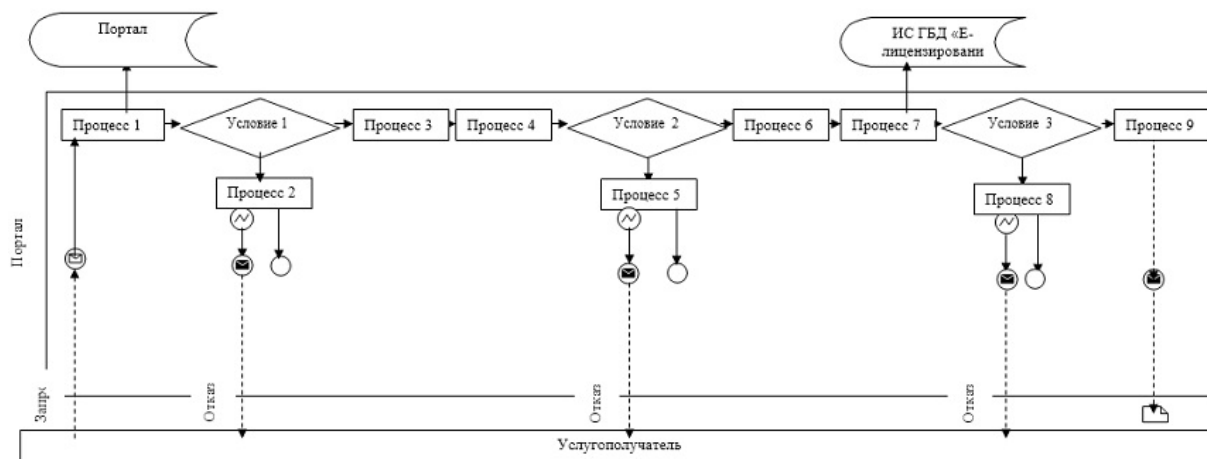 Портал
ИС ГБД «Е-
лицензировани
Процесс 1
Условие 1
Процесс 3
Процесс 4
Условие 2
Процесс 6
Процесс 7
Условие 3
Процесс 9
Процесс 2
Процесс 5
Процесс 8
Портал
Запрс
Отказ
Отказ
Отказ
Услугополучатель